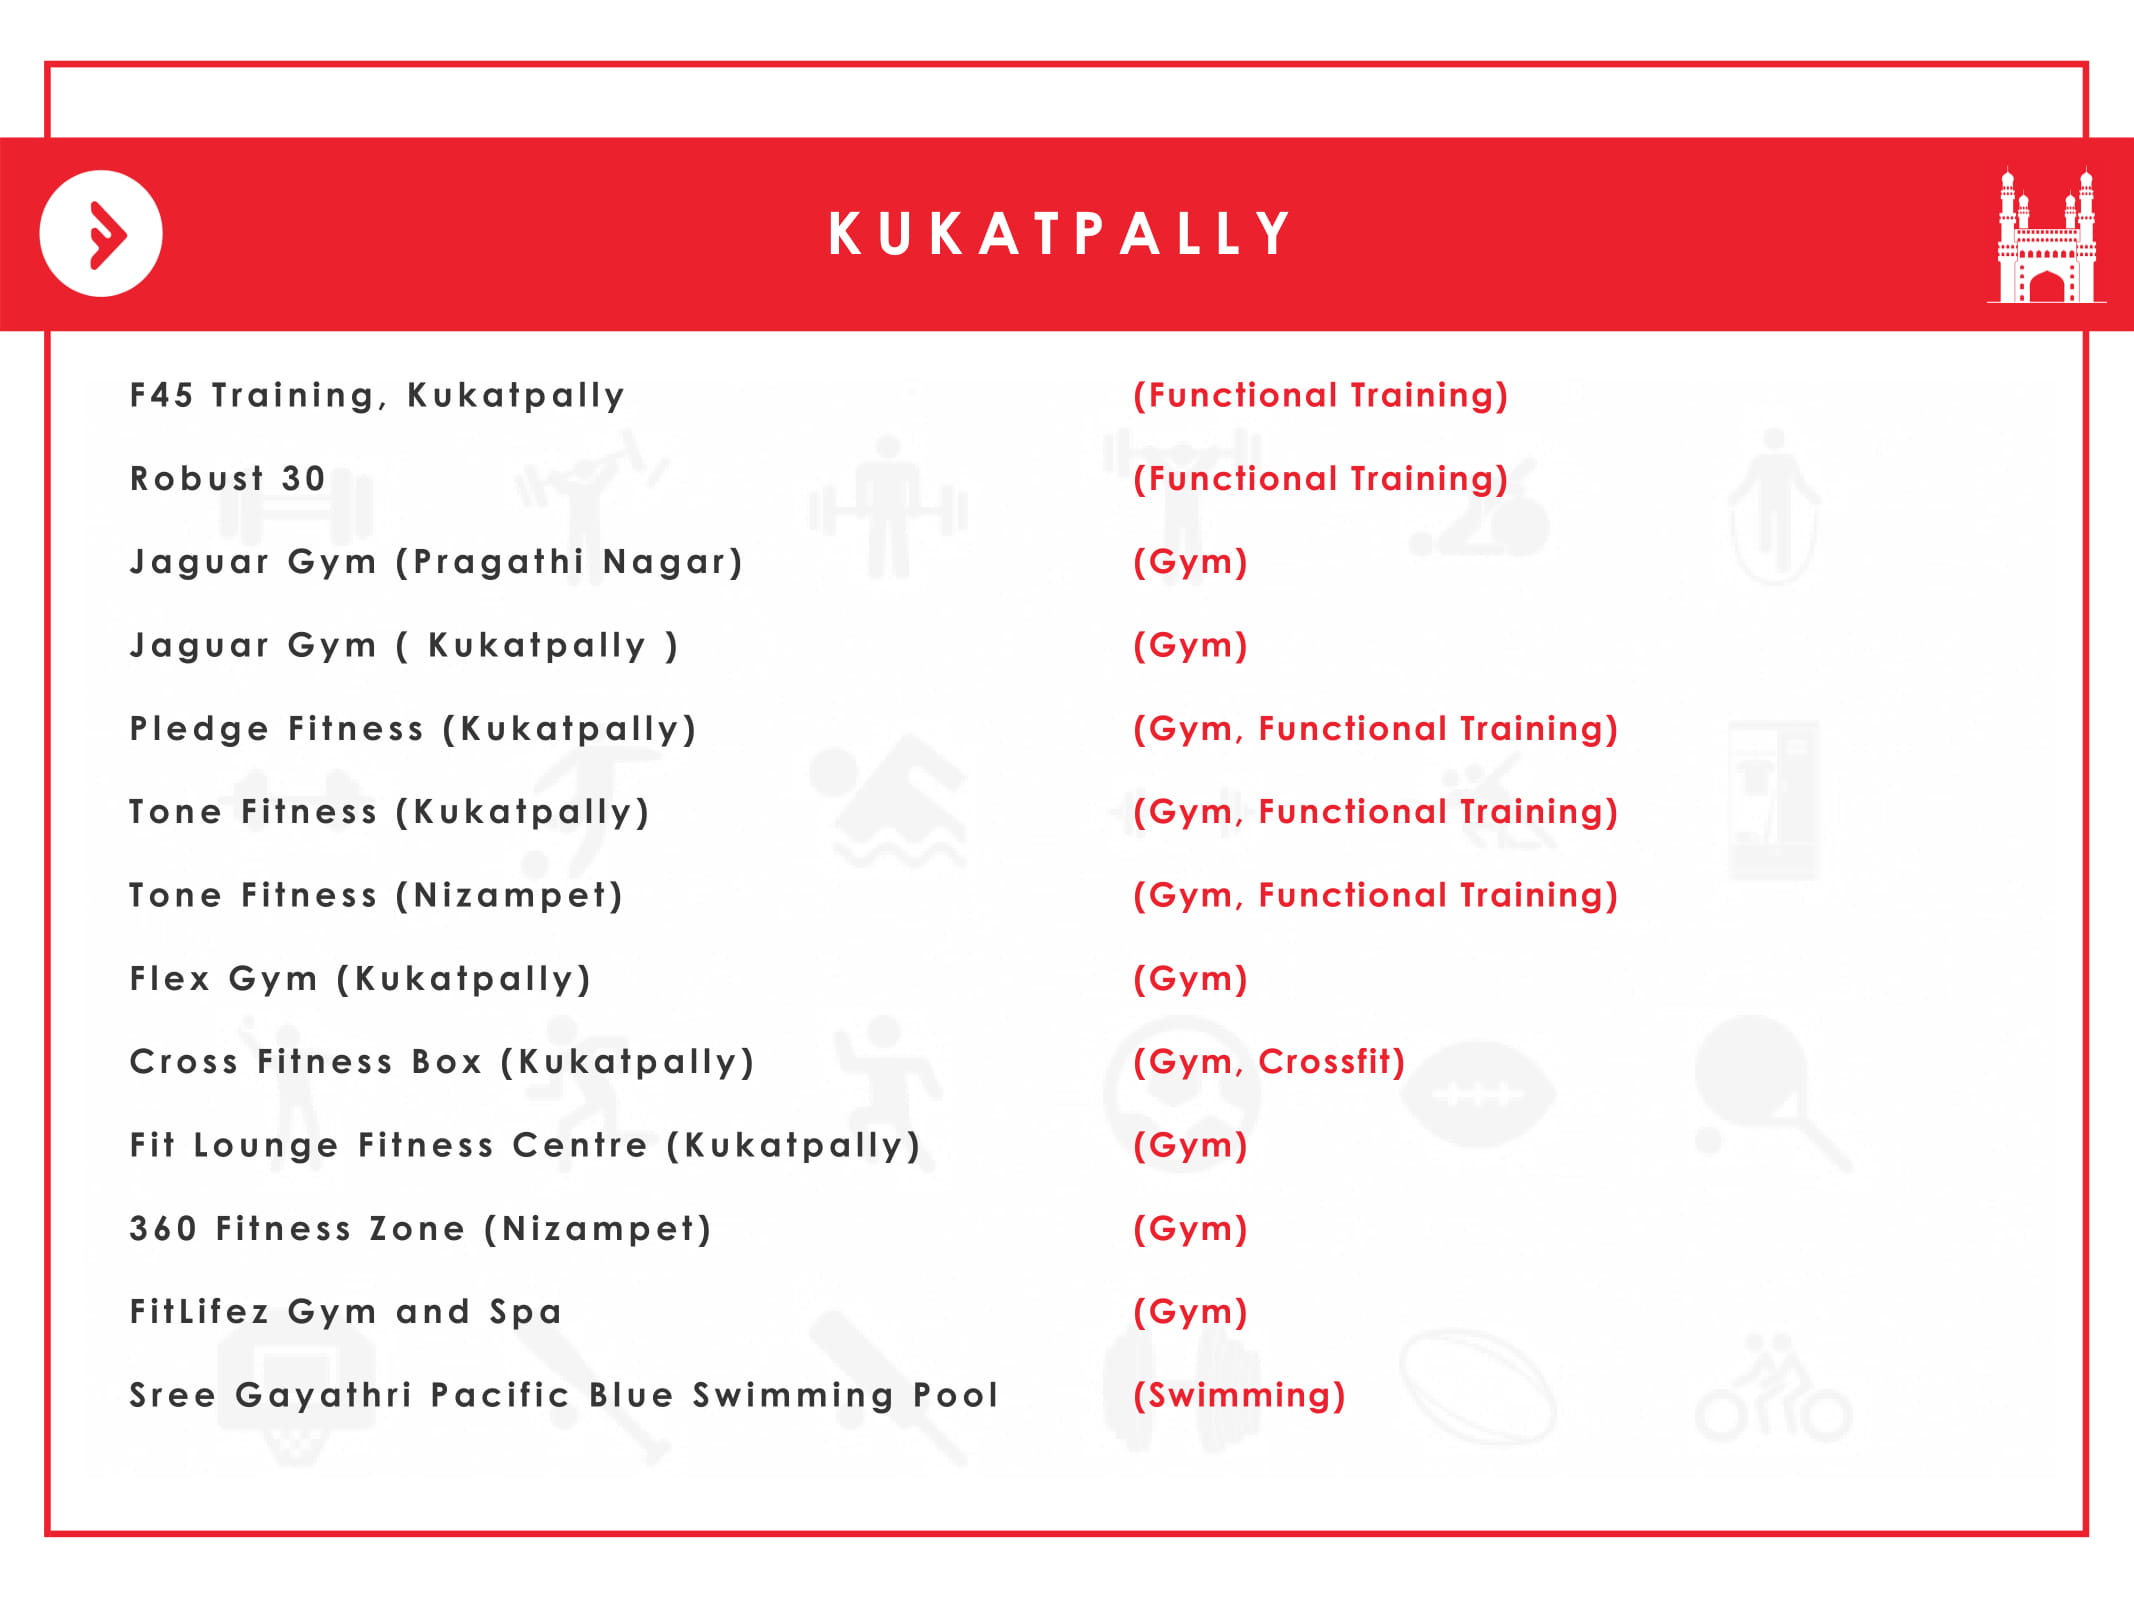 KUKATPALLY
F45 Training, Kukatpally (Functional Training)
Robust 30 (Functional Training)
Jaguar Gym (Pragathi Nagar) (Gym)
Jaguar Gym ( Kukatpally ) (Gym)
Pledge Fitness (Kukatpally) (Gym, Functional Training)
Tone Fitness (Kukatpally) (Gym, Functional Training)
Tone Fitness (Nizampet) (Gym, Functional Training)
Flex Gym (Kukatpally) (Gym)
Cross Fitness Box (Kukatpally) (Gym, Crossfit)
Fit Lounge Fitness Centre (Kukatpally) (Gym)
360 Fitness Zone (Nizampet) (Gym)
FitLifez Gym and Spa (Gym)
Sree Gayathri Pacific Blue Swimming Pool (Swimming)